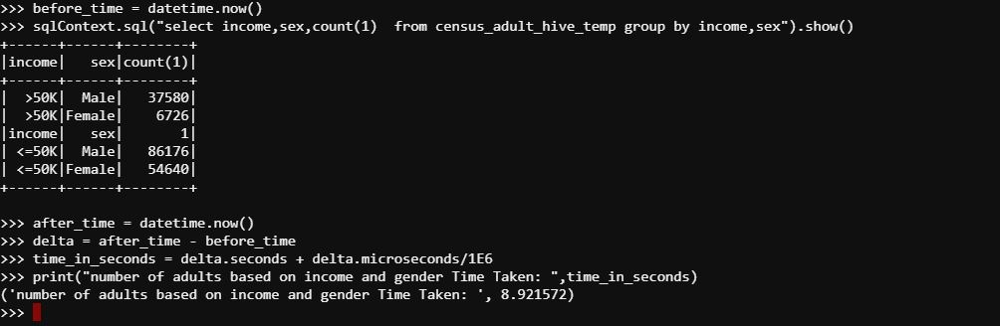 >>> before_time = datetime.now()
>>> sqlContext.sql("select income,sex,count(1)  from census_adult_hive_temp group by income,sex").show()
+------+------+--------+
|income|   sex|count(1)|
+------+------+--------+
|  >50K|  Male|   37580|
|  >50K|Female|    6726|
|income|   sex|       1|
| <=50K|  Male|   86176|
| <=50K|Female|   54640|
+------+------+--------+

>>> after_time = datetime.now()
>>> delta = after_time - before_time
>>> time_in_seconds = delta.seconds + delta.microseconds/1E6
>>> print("number of adults based on income and gender Time Taken: ",time_in_seconds)
('number of adults based on income and gender Time Taken: ', 8.921572)
>>>